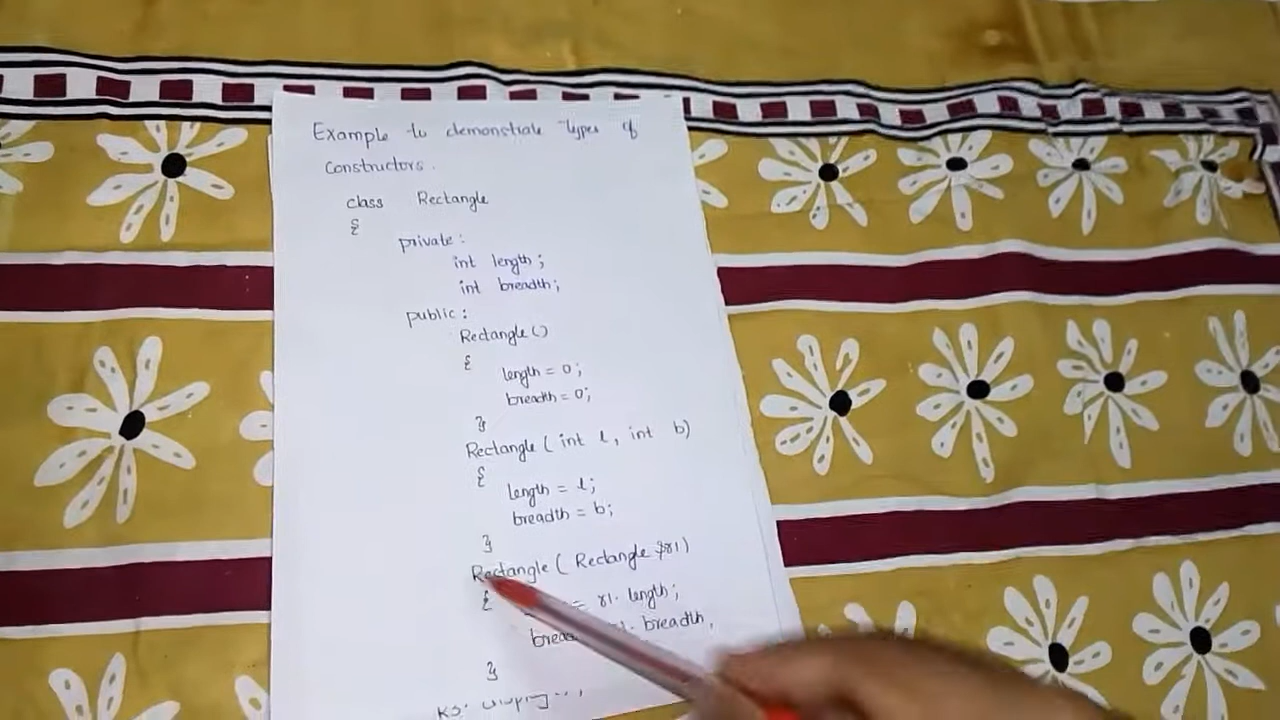 Example to demonstrate Types of
Constructors.
class Rectangle
{
private:
int length;
int breadth;
public:
Rectangle()
{
length = 0;
breadth = 0;
}
Rectangle (int l, int b)
{
length = l;
breadth = b;
}
Rectangle (Rectangle &r1)
{
= r1. length;
breadth,
}